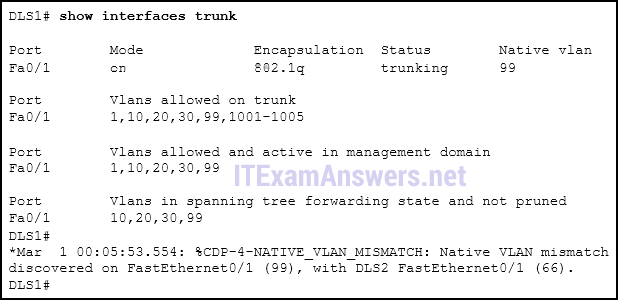 DLS1# show interfaces trunk
Port Mode Encapsulation Status Native vlan
Fa0/1 cn 802.1q trunking 99
Port Vlans allowed on trunk
Fa0/1 1,10,20,30,99,1001-1005
Port Vlans allowed and active in management domain
Fa0/1 1,10,20,30,99
ITExamAnswers.net
Port Vlans in spanning tree forwarding state and not pruned
Fa0/1 10,20,30,99
DLS1#
*Mar 1 00:05:53.554: %CDP-4-NATIVE_VLAN_MISMATCH: Native VLAN mismatch
discovered on FastEthernet0/1 (99), with DLS2 FastEthernet0/1 (66).
DLS1#